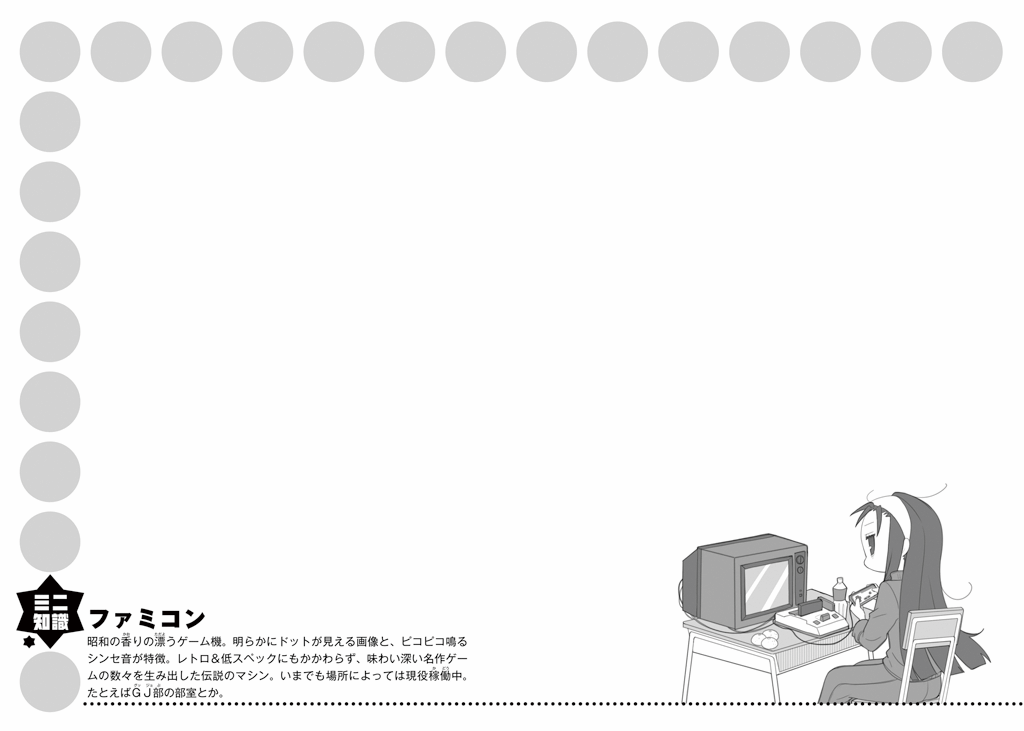 ミニ
知識
ファミコン
昭和の香りの漂うゲーム機。明らかにドットが見える画像と、ピコピコ鳴る
シンセ音が特徴。レトロ＆低スペックにもかかわらず、味わい深い名作ゲー
ムの数々を生み出した伝説のマシン。いまでも場所によっては現役稼働中。
たとえばＧＪ部の部室とか。